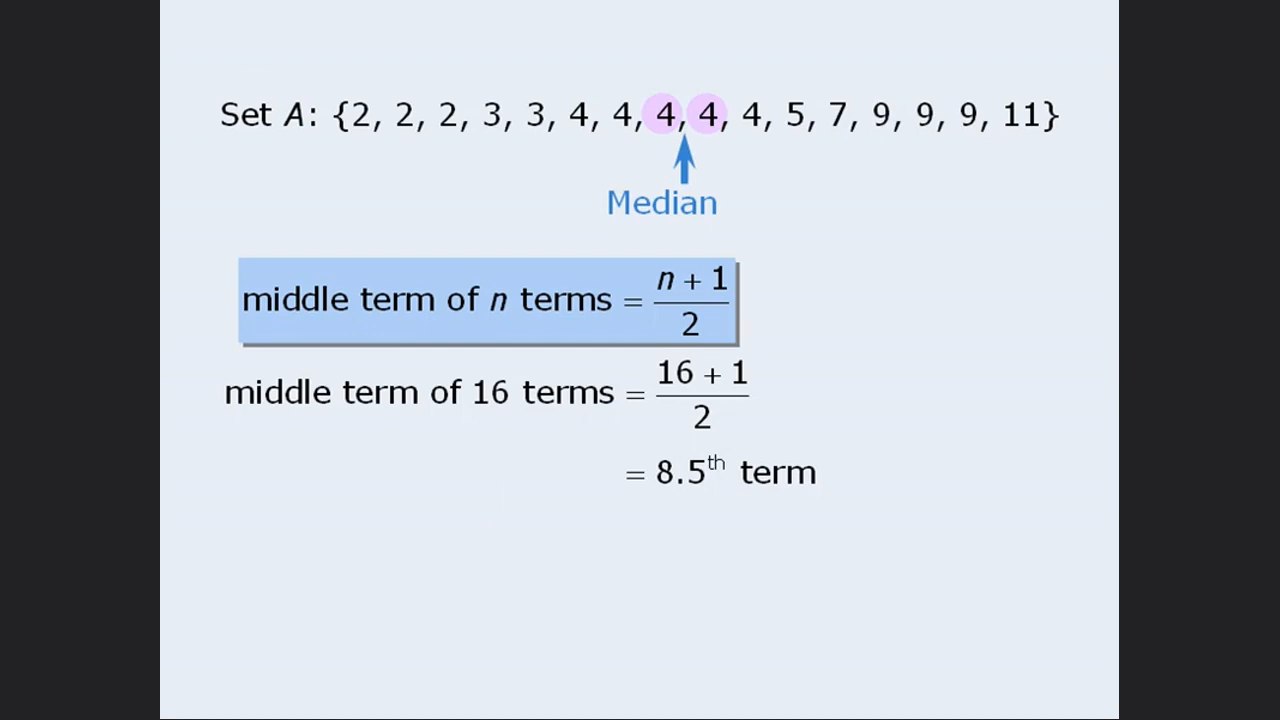 Set A: {2, 2, 2, 3, 3, 4, 4, 4, 4, 4, 5, 7, 9, 9, 9, 11}
Median
middle term of n terms = (n + 1)/2
middle term of 16 terms = (16 + 1)/2
= 8.5th term